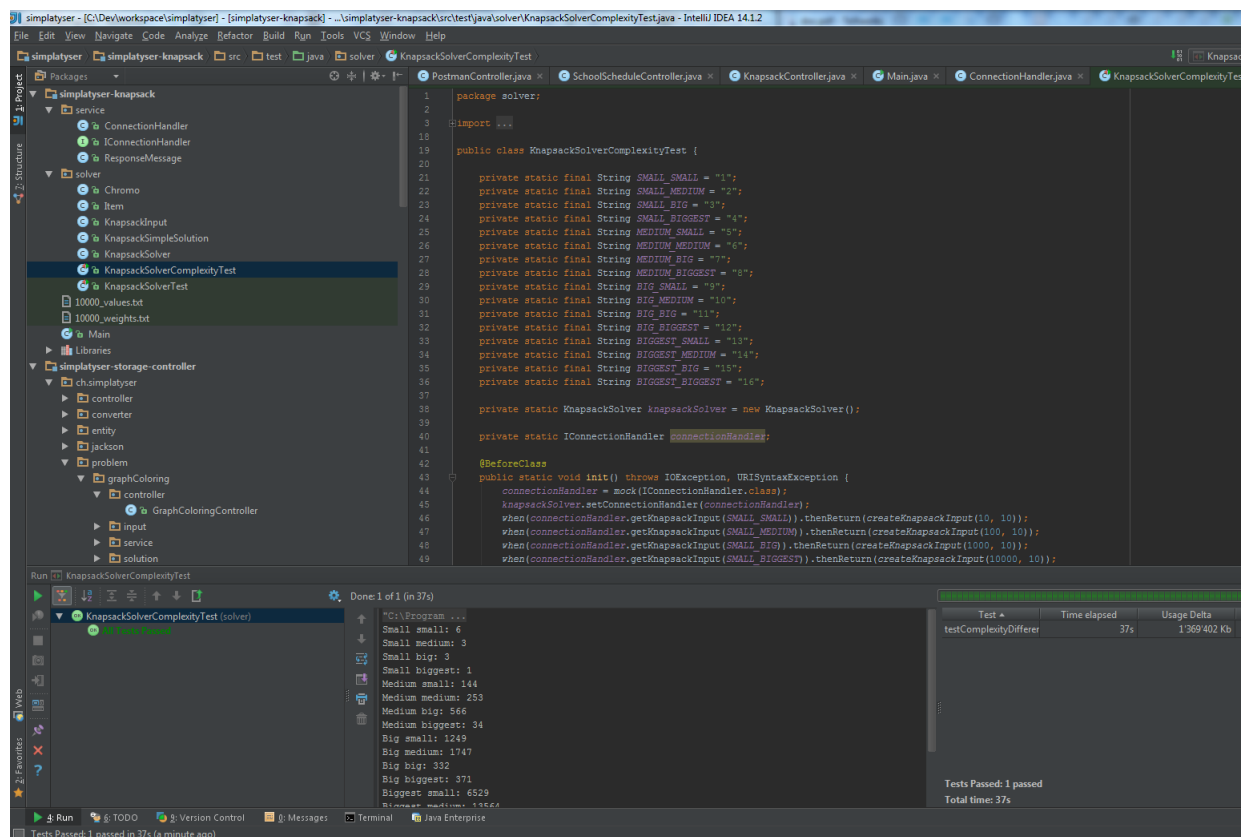 simplatyser - [C:\Dev\workspace\simplatyser] - [simplatyser-knapsack] - ...\simplatyser-knapsack\src\test\java\solver\KnapsackSolverComplexityTest.java - IntelliJ IDEA 14.1.2
File Edit View Navigate Code Analyze Refactor Build Run Tools VCS Window Help
simplatyser simplatyser-knapsack src test java solver KnapsackSolverComplexityTest
Knapsac
Packages
PostmanController.java × SchoolScheduleController.java × KnapsackController.java × Main.java × ConnectionHandler.java × KnapsackSolverComplexityTes
1: Project
7: Structure
Web
2: Favorites
simplatyser-knapsack
service
ConnectionHandler
IConnectionHandler
ResponseMessage
solver
Chromo
Item
KnapsackInput
KnapsackSimpleSolution
KnapsackSolver
KnapsackSolverComplexityTest
KnapsackSolverTest
10000_values.txt
10000_weights.txt
Main
Libraries
simplatyser-storage-controller
ch.simplatyser
controller
converter
entity
jackson
problem
graphColoring
controller
GraphColoringController
input
service
solution
1 package solver;
2
3 import ...
18
19 public class KnapsackSolverComplexityTest {
20
21 private static final String SMALL_SMALL = "1";
22 private static final String SMALL_MEDIUM = "2";
23 private static final String SMALL_BIG = "3";
24 private static final String SMALL_BIGGEST = "4";
25 private static final String MEDIUM_SMALL = "5";
26 private static final String MEDIUM_MEDIUM = "6";
27 private static final String MEDIUM_BIG = "7";
28 private static final String MEDIUM_BIGGEST = "8";
29 private static final String BIG_SMALL = "9";
30 private static final String BIG_MEDIUM = "10";
31 private static final String BIG_BIG = "11";
32 private static final String BIG_BIGGEST = "12";
33 private static final String BIGGEST_SMALL = "13";
34 private static final String BIGGEST_MEDIUM = "14";
35 private static final String BIGGEST_BIG = "15";
36 private static final String BIGGEST_BIGGEST = "16";
37
38 private static KnapsackSolver knapsackSolver = new KnapsackSolver();
39
40 private static IConnectionHandler connectionHandler;
41
42 @BeforeClass
43 public static void init() throws IOException, URISyntaxException {
44 connectionHandler = mock(IConnectionHandler.class);
45 knapsackSolver.setConnectionHandler(connectionHandler);
46 when(connectionHandler.getKnapsackInput(SMALL_SMALL)).thenReturn(createKnapsackInput(10, 10));
47 when(connectionHandler.getKnapsackInput(SMALL_MEDIUM)).thenReturn(createKnapsackInput(100, 10));
48 when(connectionHandler.getKnapsackInput(SMALL_BIG)).thenReturn(createKnapsackInput(1000, 10));
49 when(connectionHandler.getKnapsackInput(SMALL_BIGGEST)).thenReturn(createKnapsackInput(10000, 10));
Run KnapsackSolverComplexityTest
Done: 1 of 1 (in 37s)
KnapsackSolverComplexityTest (solver)
All Tests Passed
"C:\Program ...
Small small: 6
Small medium: 3
Small big: 3
Small biggest: 1
Medium small: 144
Medium medium: 253
Medium big: 566
Medium biggest: 34
Big small: 1249
Big medium: 1747
Big big: 332
Big biggest: 371
Biggest small: 6529
Biggest medium: 13564
Test Time elapsed Usage Delta
testComplexityDifferer 37s 1'369'402 Kb
Tests Passed: 1 passed
Total time: 37s
4: Run 6: TODO 9: Version Control 0: Messages Terminal Java Enterprise
Tests Passed: 1 passed in 37s (a minute ago)